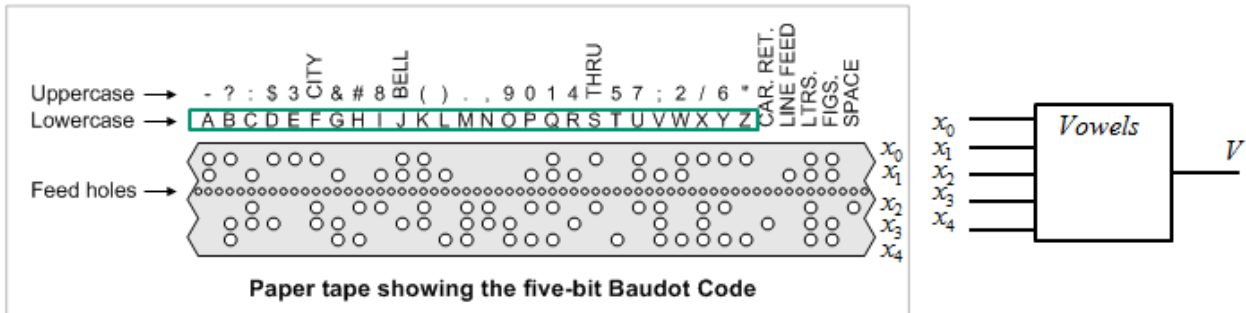 CITY
BELL
THRU
CAR. RET.
LINE FEED
LTRS.
FIGS.
SPACE
Uppercase - ? : $ 3 & # 8 ( ) . , 9 0 1 4 5 7 ; 2 / 6 "
Lowercase A B C D E F G H I J K L M N O P Q R S T U V W X Y Z
Feed holes
x0
x1
x2
x3
x4
Paper tape showing the five-bit Baudot Code
x0
x1
x2
x3
x4
Vowels
V